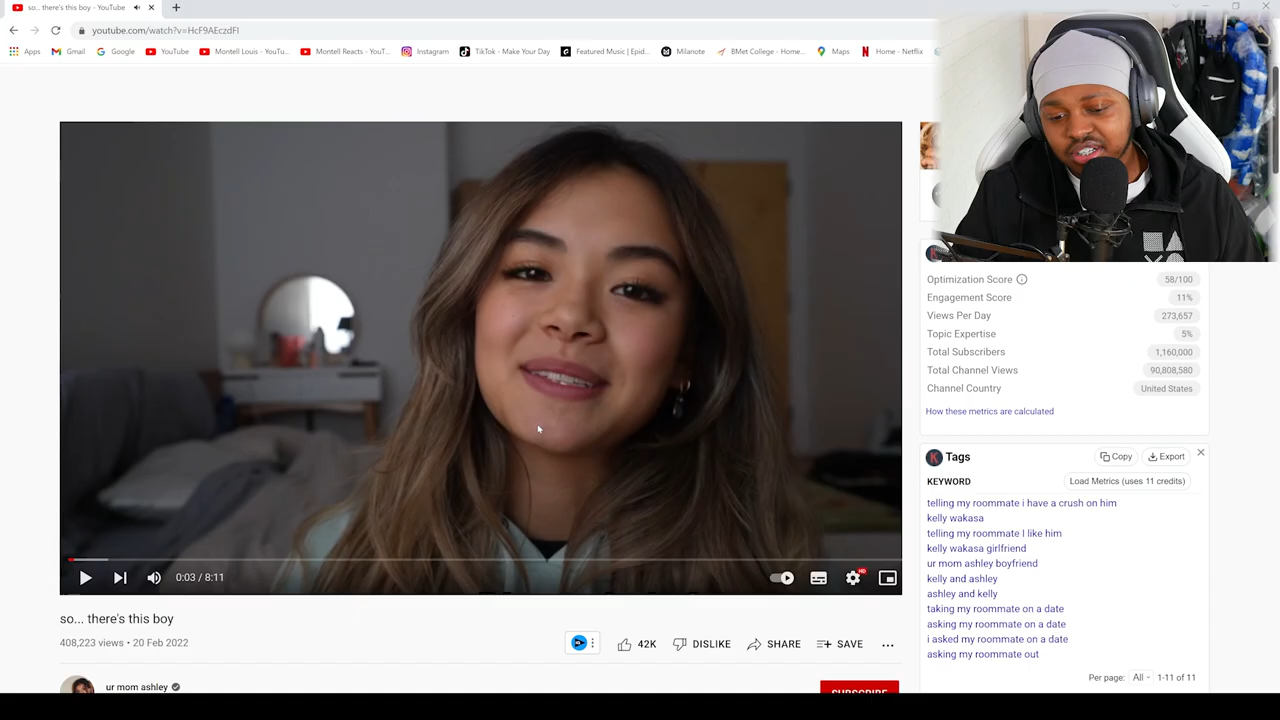 so... there's this boy - YouTube
youtube.com/watch?v=HcF9AEczdFI
Apps Gmail Google YouTube Montell Louis - YouTu... Montell Reacts - YouT... Instagram TikTok - Make Your Day Featured Music | Epid... Milanote BMet College - Home... Maps Home - Netflix
Optimization Score 58/100
Engagement Score 11%
Views Per Day 273,657
Topic Expertise 5%
Total Subscribers 1,160,000
Total Channel Views 90,808,580
Channel Country United States
How these metrics are calculated
Tags Copy Export
KEYWORD Load Metrics (uses 11 credits)
telling my roommate i have a crush on him
kelly wakasa
telling my roommate I like him
kelly wakasa girlfriend
ur mom ashley boyfriend
kelly and ashley
ashley and kelly
taking my roommate on a date
asking my roommate on a date
i asked my roommate on a date
asking my roommate out
Per page: All 1-11 of 11
0:03 / 8:11
HD
so... there's this boy
408,223 views • 20 Feb 2022
42K DISLIKE SHARE SAVE
ur mom ashley
SUBSCRIBE